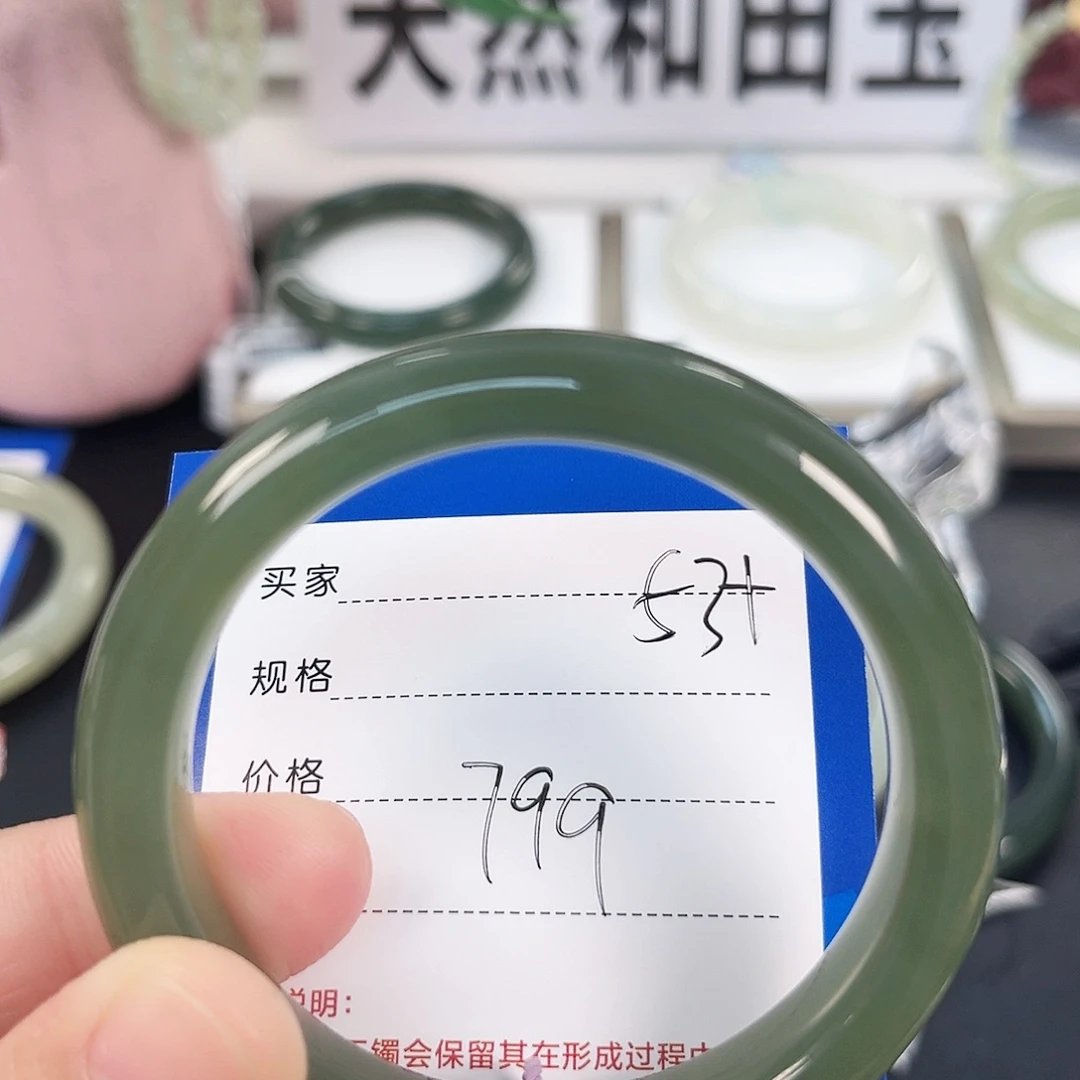 天然和田玉
买家
53+
规格
价格
799
说明:
玉镯会保留其在形成过程中